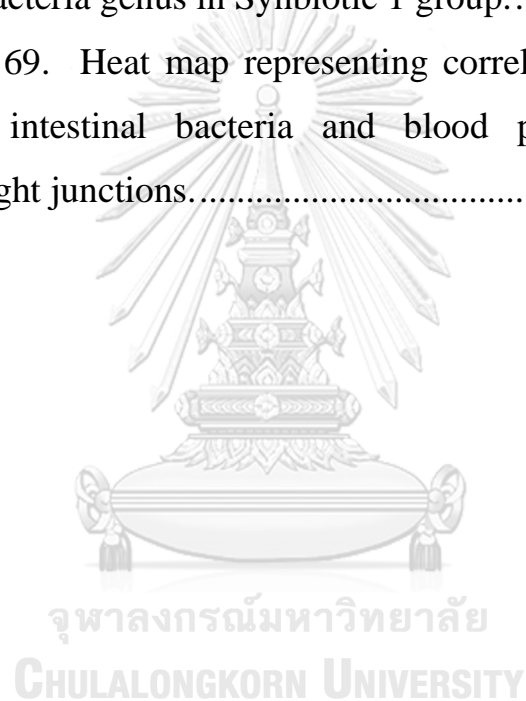 acteria genus in Synbiotic 1 group…
69. Heat map representing correl
intestinal bacteria and blood p
ght junctions.................................
จุฬาลงกรณ์มหาวิทยาลัย
CHULALONGKORN UNIVERSITY